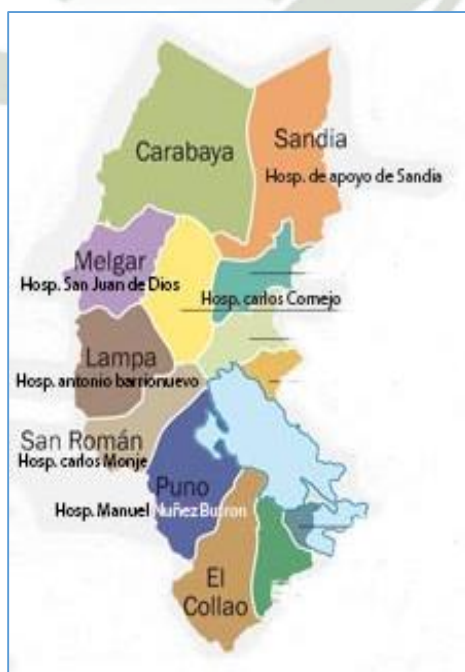 Carabaya
Sandia
Hosp. de apoyo de Sandia
Melgar
Hosp. San Juan de Dios
Hosp. carlos Cornejo
Lampa
Hosp. antonio barrionuevo
San Román
Hosp. carlos Monje
Puno
Hosp. Manuel Nuñez Butron
El
Collao